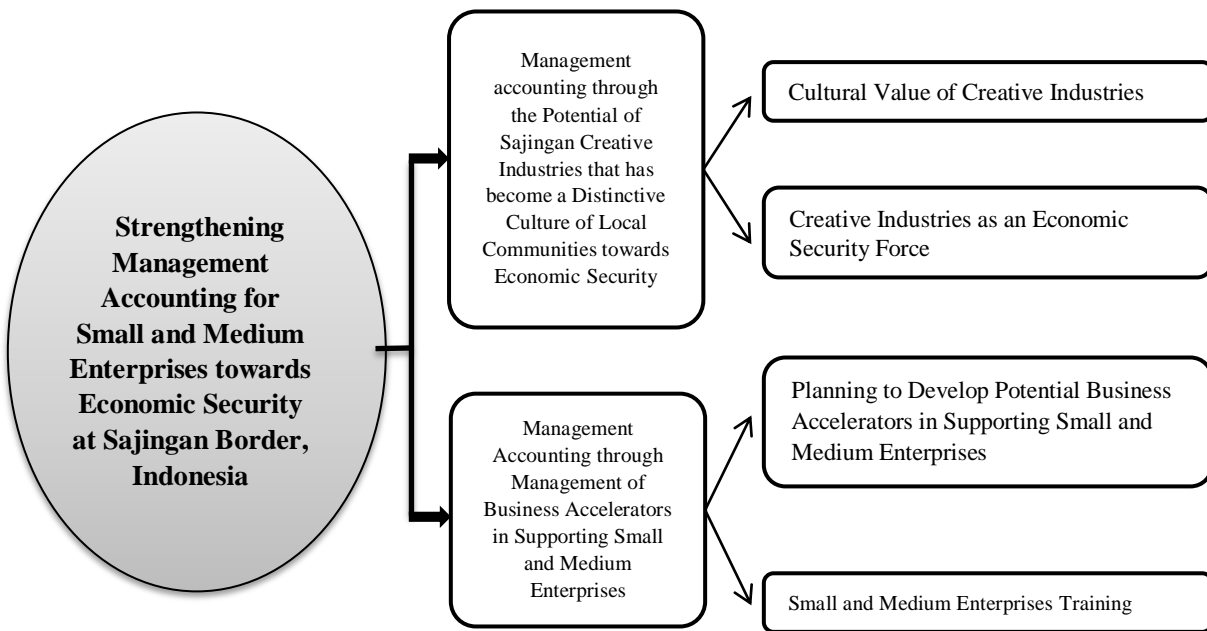 Strengthening
Management
Accounting for
Small and Medium
Enterprises towards
Economic Security
at Sajingan Border,
Indonesia
Management
accounting through
the Potential of
Sajingan Creative
Industries that has
become a Distinctive
Culture of Local
Communities towards
Economic Security
Cultural Value of Creative Industries
Creative Industries as an Economic
Security Force
Management
Accounting through
Management of
Business Accelerators
in Supporting Small
and Medium
Enterprises
Planning to Develop Potential Business
Accelerators in Supporting Small and
Medium Enterprises
Small and Medium Enterprises Training